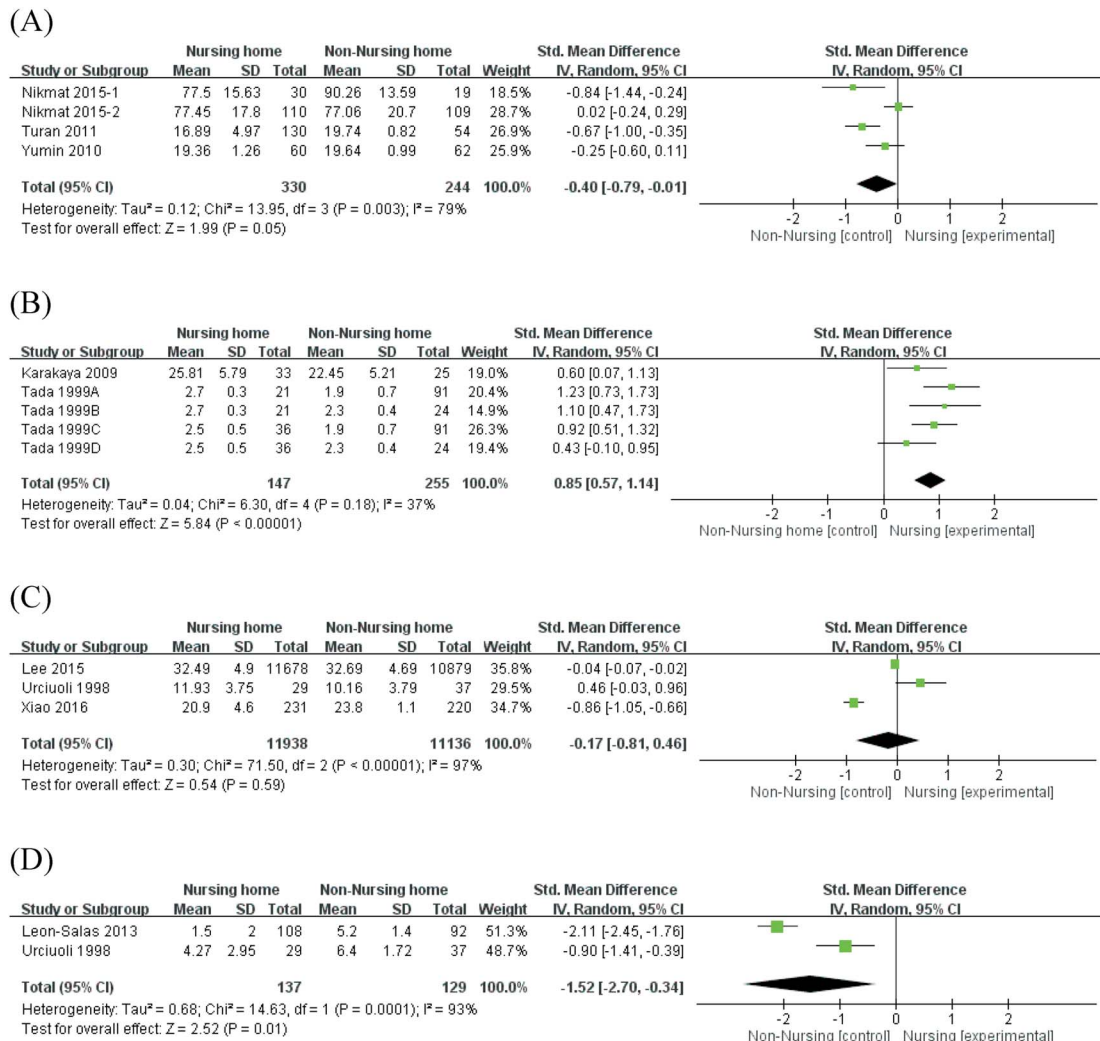 (A)
Nursing home Non-Nursing home Std. Mean Difference Std. Mean Difference
Study or Subgroup Mean SD Total Mean SD Total Weight IV, Random, 95% CI IV, Random, 95% CI
Nikmat 2015-1 77.5 15.63 30 90.26 13.59 19 18.5% -0.84 [-1.44, -0.24]
Nikmat 2015-2 77.45 17.8 110 77.06 20.7 109 28.7% 0.02 [-0.24, 0.29]
Turan 2011 16.89 4.97 130 19.74 0.82 54 26.9% -0.67 [-1.00, -0.35]
Yumin 2010 19.36 1.26 60 19.64 0.99 62 25.9% -0.25 [-0.60, 0.11]
Total (95% CI) 330 244 100.0% -0.40 [-0.79, -0.01]
Heterogeneity: Tau² = 0.12; Chi² = 13.95, df = 3 (P = 0.003); I² = 79%
Test for overall effect: Z = 1.99 (P = 0.05)
-2 -1 0 1 2
Non-Nursing [control] Nursing [experimental]
(B)
Nursing home Non-Nursing home Std. Mean Difference Std. Mean Difference
Study or Subgroup Mean SD Total Mean SD Total Weight IV, Random, 95% CI IV, Random, 95% CI
Karakaya 2009 25.81 5.79 33 22.45 5.21 25 19.0% 0.60 [0.07, 1.13]
Tada 1999A 2.7 0.3 21 1.9 0.7 91 20.4% 1.23 [0.73, 1.73]
Tada 1999B 2.7 0.3 21 2.3 0.4 24 14.9% 1.10 [0.47, 1.73]
Tada 1999C 2.5 0.5 36 1.9 0.7 91 26.3% 0.92 [0.51, 1.32]
Tada 1999D 2.5 0.5 36 2.3 0.4 24 19.4% 0.43 [-0.10, 0.95]
Total (95% CI) 147 255 100.0% 0.85 [0.57, 1.14]
Heterogeneity: Tau² = 0.04; Chi² = 6.30, df = 4 (P = 0.18); I² = 37%
Test for overall effect: Z = 5.84 (P < 0.00001)
-2 -1 0 1 2
Non-Nursing home [control] Nursing [experimental]
(C)
Nursing home Non-Nursing home Std. Mean Difference Std. Mean Difference
Study or Subgroup Mean SD Total Mean SD Total Weight IV, Random, 95% CI IV, Random, 95% CI
Lee 2015 32.49 4.9 11678 32.69 4.69 10879 35.8% -0.04 [-0.07, -0.02]
Urciuoli 1998 11.93 3.75 29 10.16 3.79 37 29.5% 0.46 [-0.03, 0.96]
Xiao 2016 20.9 4.6 231 23.8 1.1 220 34.7% -0.86 [-1.05, -0.66]
Total (95% CI) 11938 11136 100.0% -0.17 [-0.81, 0.46]
Heterogeneity: Tau² = 0.30; Chi² = 71.50, df = 2 (P < 0.00001); I² = 97%
Test for overall effect: Z = 0.54 (P = 0.59)
-2 -1 0 1 2
Non-Nursing [control] Nursing [experimental]
(D)
Nursing home Non-Nursing home Std. Mean Difference Std. Mean Difference
Study or Subgroup Mean SD Total Mean SD Total Weight IV, Random, 95% CI IV, Random, 95% CI
Leon-Salas 2013 1.5 2 108 5.2 1.4 92 51.3% -2.11 [-2.45, -1.76]
Urciuoli 1998 4.27 2.95 29 6.4 1.72 37 48.7% -0.90 [-1.41, -0.39]
Total (95% CI) 137 129 100.0% -1.52 [-2.70, -0.34]
Heterogeneity: Tau² = 0.68; Chi² = 14.63, df = 1 (P = 0.0001); I² = 93%
Test for overall effect: Z = 2.52 (P = 0.01)
-2 -1 0 1 2
Non-Nursing [control] Nursing [experimental]